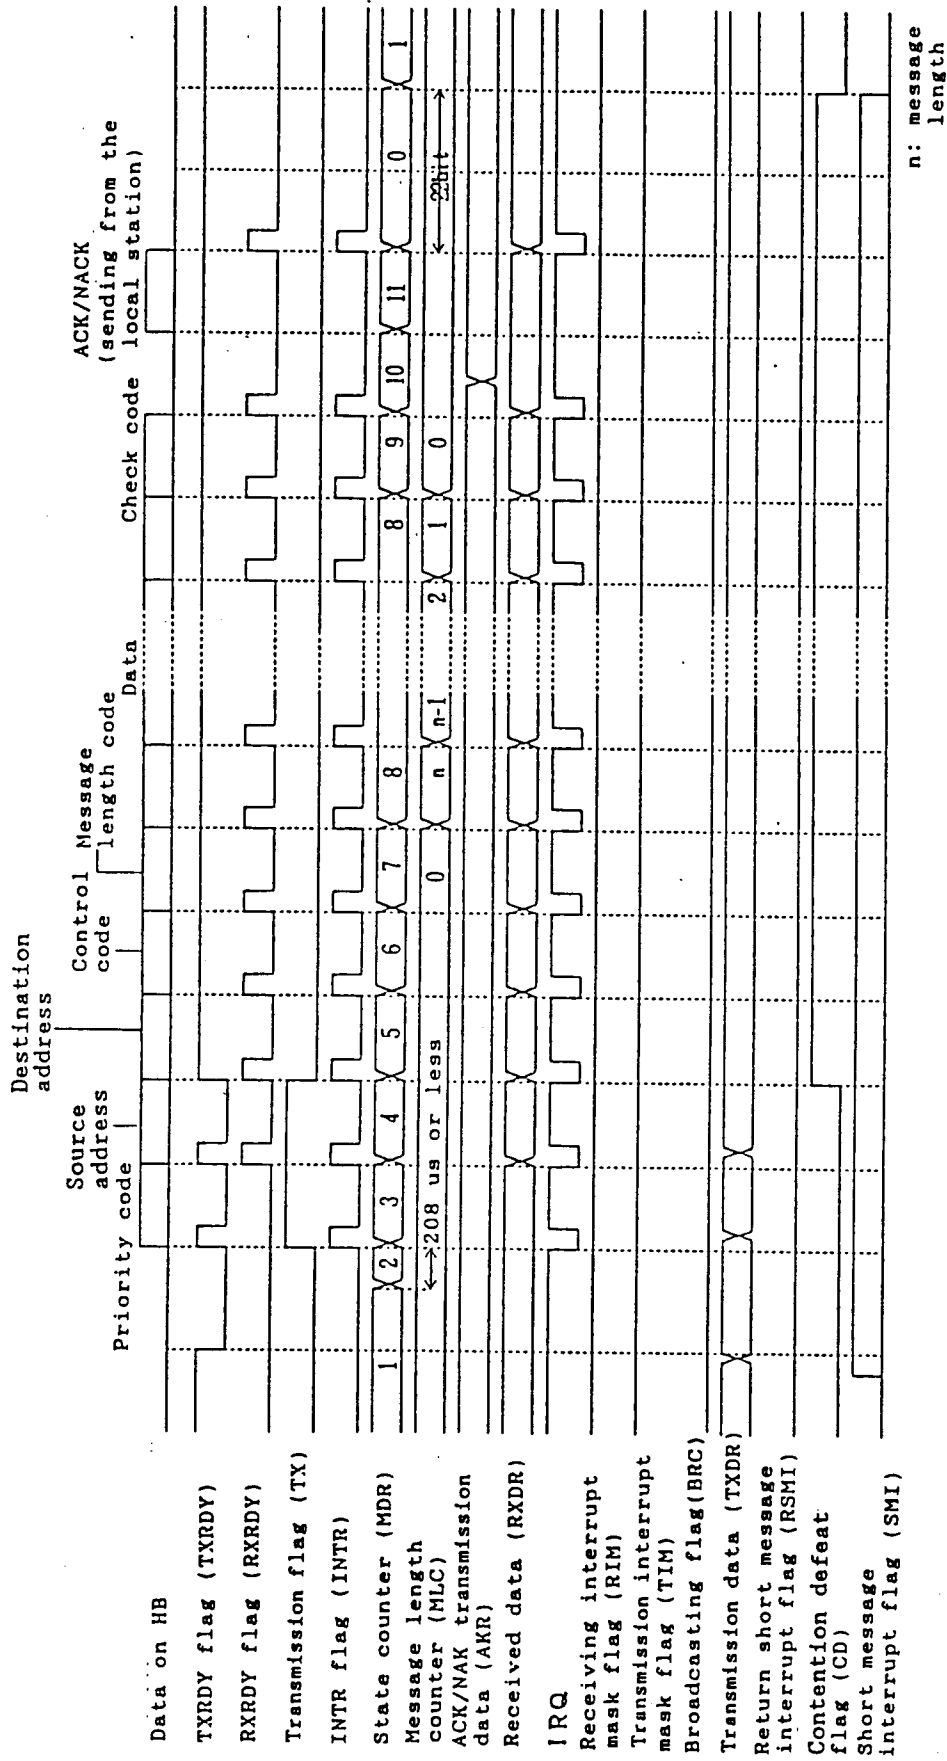 Destination
address
Source
address
Priority code
Control
code
Message
length code
Data
Check code
ACK/NACK
(sending from the
local station)
Data on HB
TXRDY flag (TXRDY)
RXRDY flag (RXRDY)
Transmission flag (TX)
INTR flag (INTR)
State counter (MDR)
1 2 3 4 5 6 7 8 8 9 10 11 0 1
Message length
counter (MLC)
208 us or less
0 n n-1 2 1 0
22bit
ACK/NAK transmission
data (AKR)
Received data (RXDR)
IRQ
Receiving interrupt
mask flag (RIM)
Transmission interrupt
mask flag (TIM)
Broadcasting flag(BRC)
Transmission data (TXDR)
Return short message
interrupt flag (RSMI)
Contention defeat
flag (CD)
Short message
interrupt flag (SMI)
n: message
length